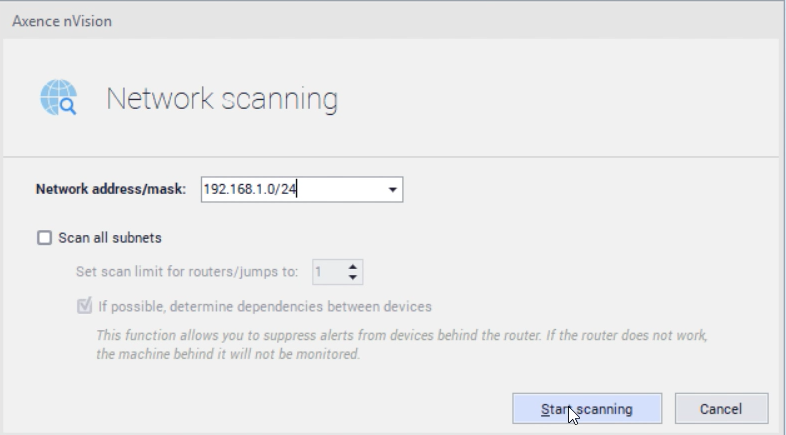 Axence nVision
Network scanning
Network address/mask: 192.168.1.0/24
Scan all subnets
Set scan limit for routers/jumps to: 1
If possible, determine dependencies between devices
This function allows you to suppress alerts from devices behind the router. If the router does not work,
the machine behind it will not be monitored.
Start scanning Cancel